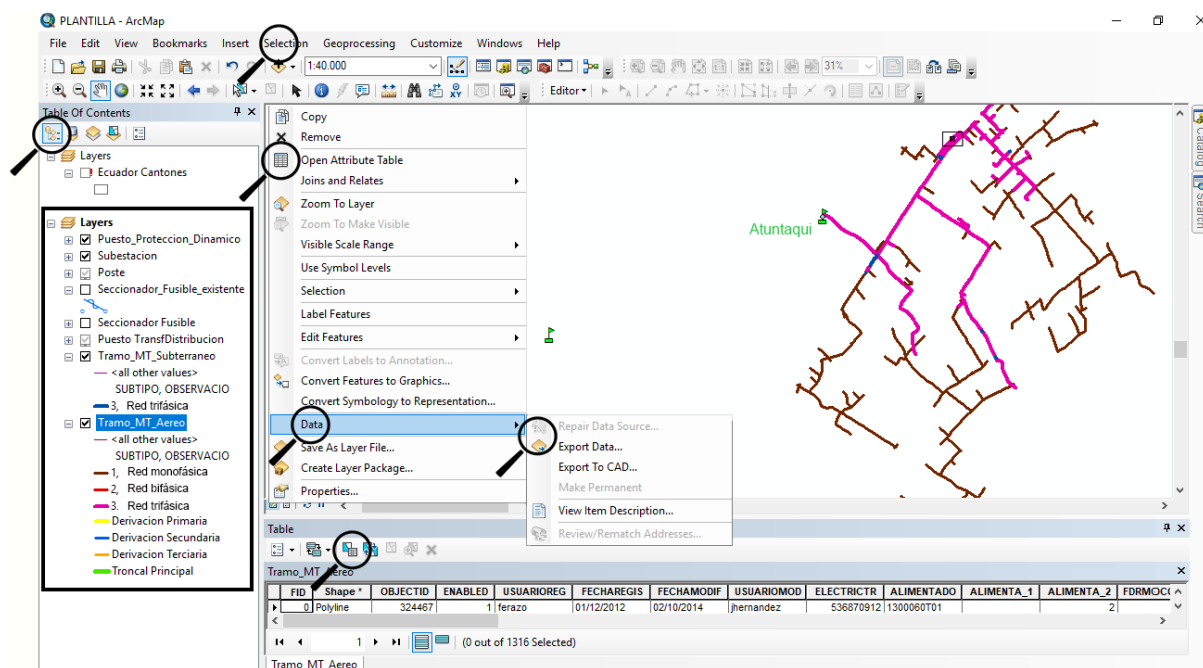 PLANTILLA - ArcMap
File Edit View Bookmarks Insert Selection Geoprocessing Customize Windows Help
1:40.000
31%
Editor
Table Of Contents
Layers
Ecuador Cantones
Layers
Puesto_Proteccion_Dinamico
Subestacion
Poste
Seccionador_Fusible_existente
Seccionador Fusible
Puesto TransfDistribucion
Tramo_MT_Subterraneo
<all other values>
SUBTIPO, OBSERVACIO
3, Red trifásica
Tramo_MT_Aereo
<all other values>
SUBTIPO, OBSERVACIO
1, Red monofásica
2, Red bifásica
3. Red trifásica
Derivacion Primaria
Derivacion Secundaria
Derivacion Terciaria
Troncal Principal
Copy
Remove
Open Attribute Table
Joins and Relates
Zoom To Layer
Zoom To Make Visible
Visible Scale Range
Use Symbol Levels
Selection
Label Features
Edit Features
Convert Labels to Annotation...
Convert Features to Graphics...
Convert Symbology to Representation...
Data
Save As Layer File...
Create Layer Package...
Properties...
Repair Data Source...
Export Data...
Export To CAD...
Make Permanent
View Item Description...
Review/Rematch Addresses...
Atuntaqui
Catalog
Search
Table
Tramo_MT_Aereo
FID Shape * OBJECTID ENABLED USUARIOREG FECHAREGIS FECHAMODIF USUARIOMOD ELECTRICTR ALIMENTADO ALIMENTA_1 ALIMENTA_2 FDRMOC
0 Polyline 324467 1 ferazo 01/12/2012 02/10/2014 jhernandez 536870912 1300060T01 2
1 (0 out of 1316 Selected)
Tramo_MT_Aereo